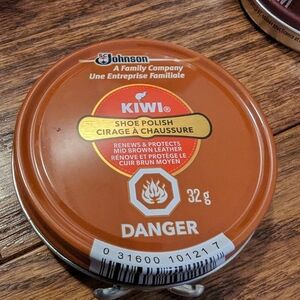 SC Johnson
A Family Company
Une Entreprise Familiale
KIWI®
SHOE POLISH
CIRAGE À CHAUSSURE
RENEWS & PROTECTS
MID BROWN LEATHER
RÉNOVE ET PROTÈGE LE
CUIR BRUN MOYEN
32 g
DANGER
0 31600 10121 7